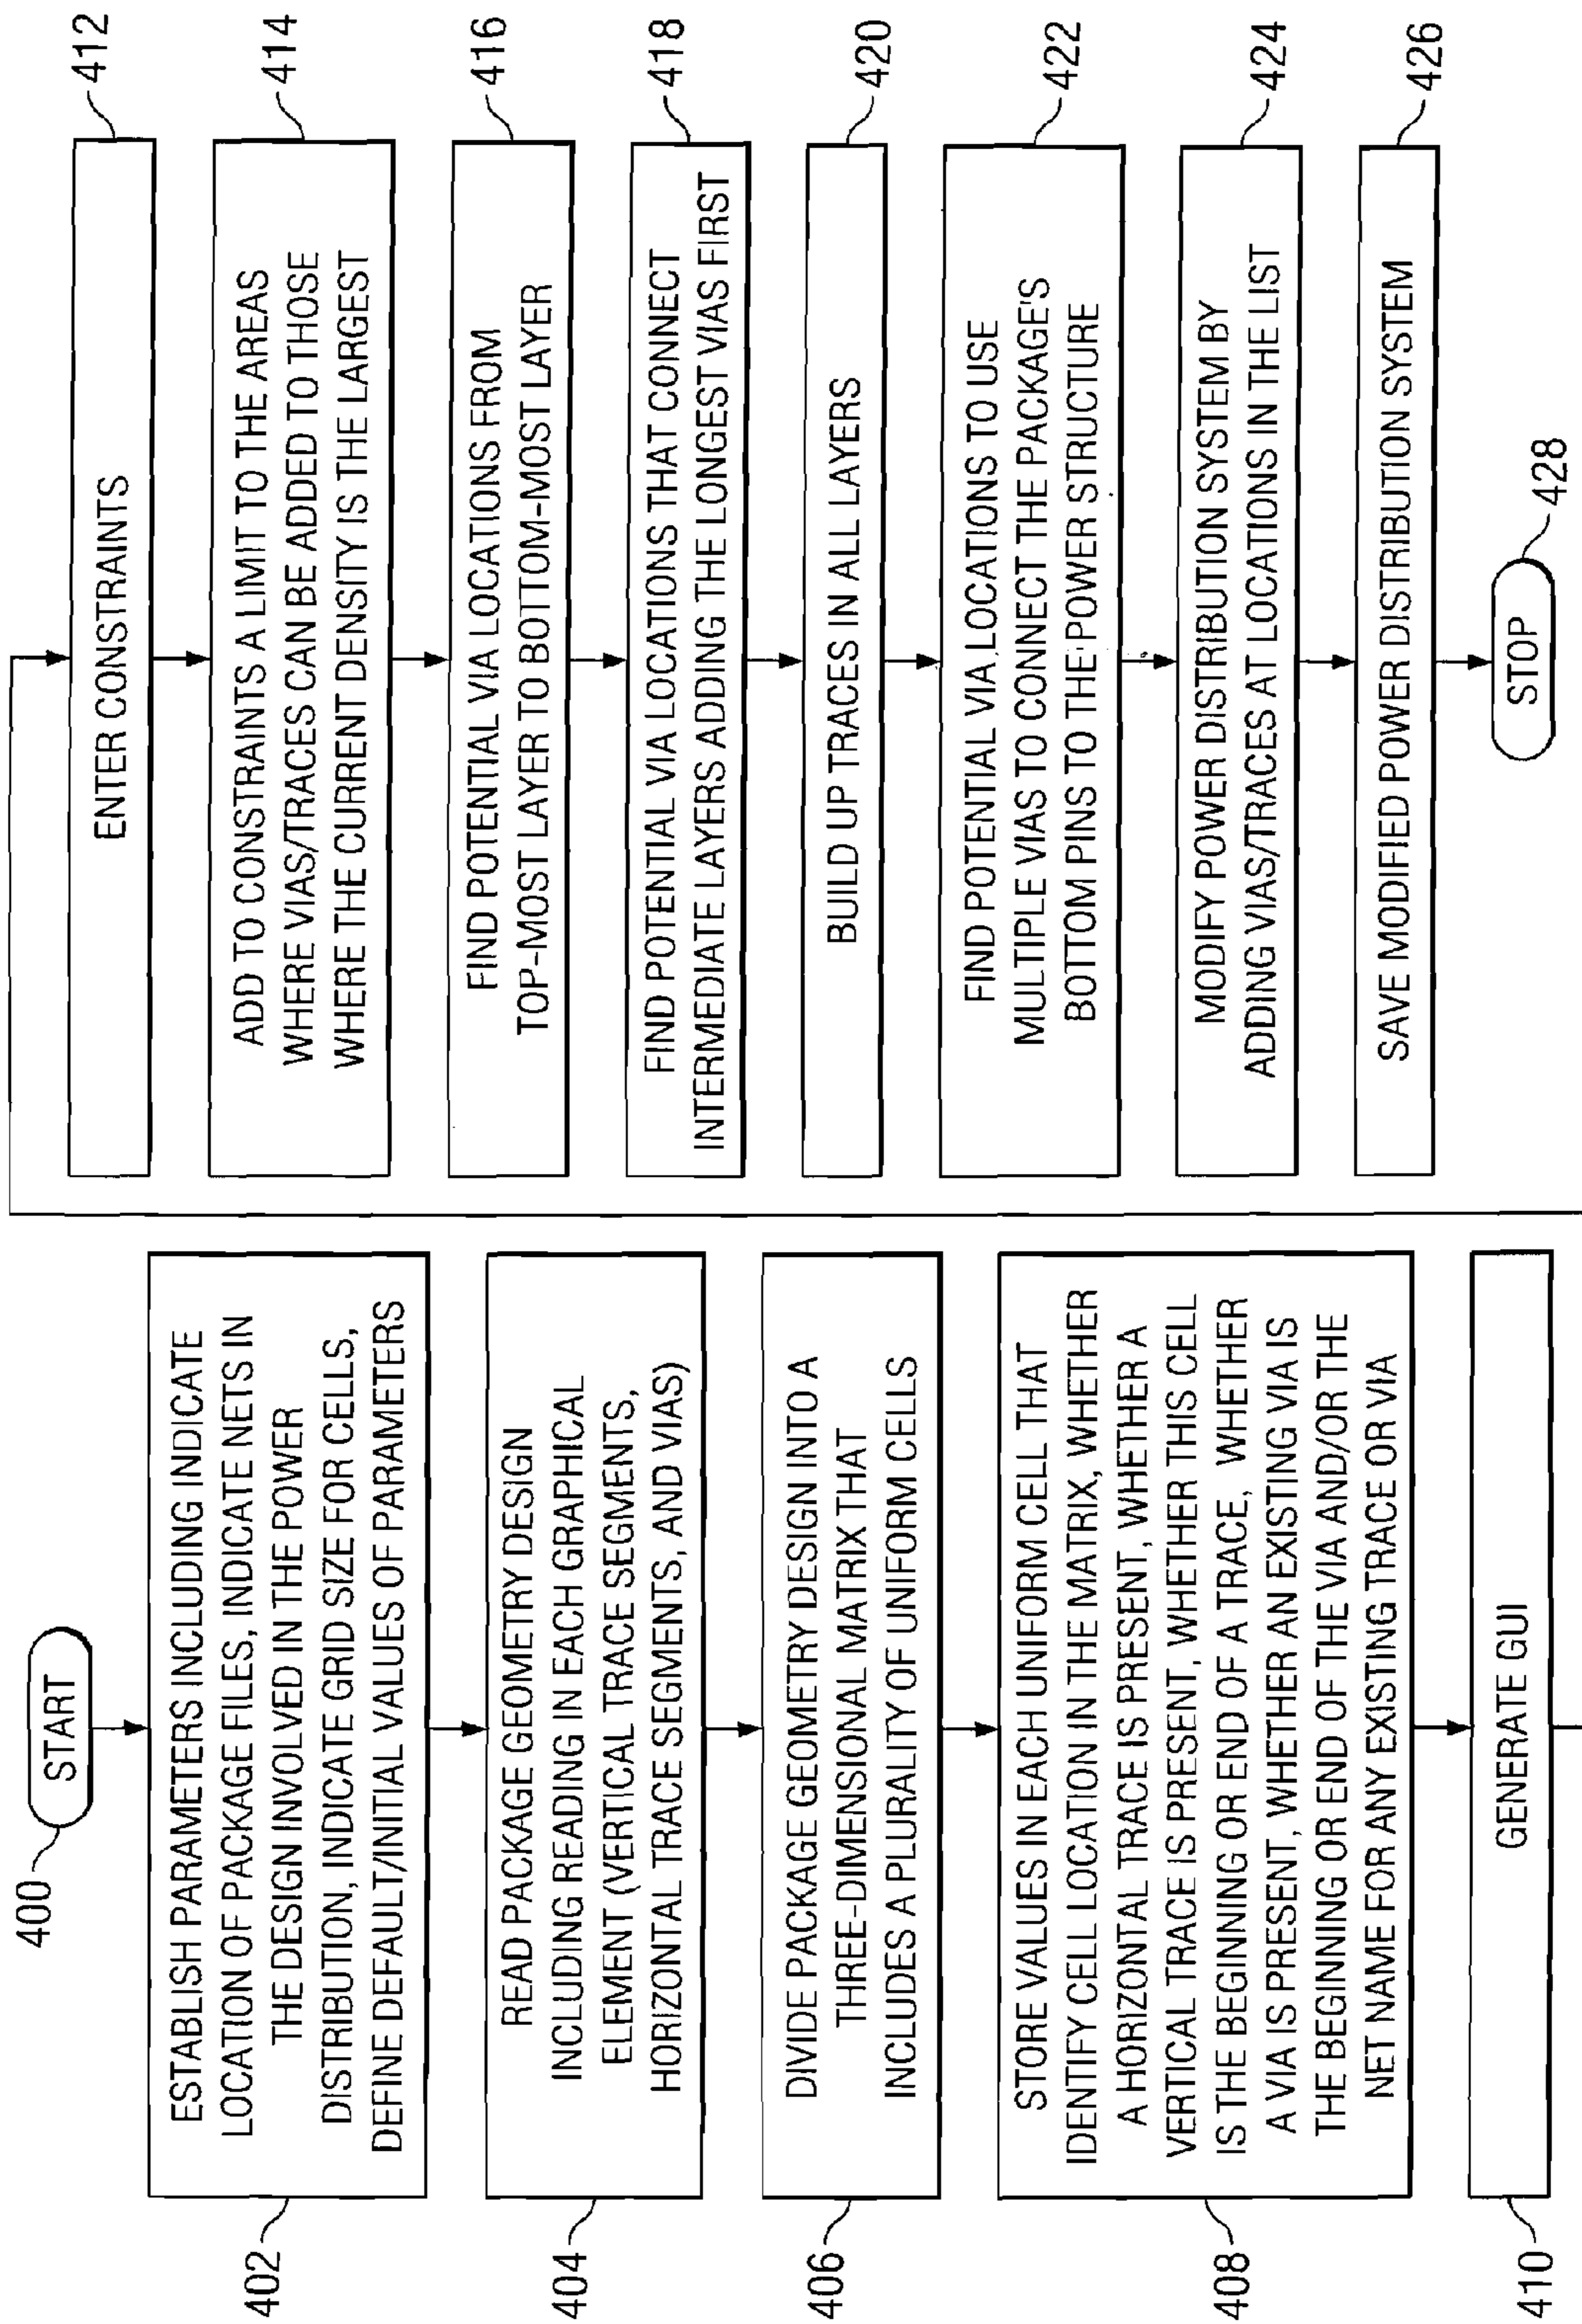 400
START
402
ESTABLISH PARAMETERS INCLUDING INDICATE
LOCATION OF PACKAGE FILES, INDICATE NETS IN
THE DESIGN INVOLVED IN THE POWER
DISTRIBUTION, INDICATE GRID SIZE FOR CELLS,
DEFINE DEFAULT/INITIAL VALUES OF PARAMETERS
404
READ PACKAGE GEOMETRY DESIGN
INCLUDING READING IN EACH GRAPHICAL
ELEMENT (VERTICAL TRACE SEGMENTS,
HORIZONTAL TRACE SEGMENTS, AND VIAS)
406
DIVIDE PACKAGE GEOMETRY DESIGN INTO A
THREE-DIMENSIONAL MATRIX THAT
INCLUDES A PLURALITY OF UNIFORM CELLS
408
STORE VALUES IN EACH UNIFORM CELL THAT
IDENTIFY CELL LOCATION IN THE MATRIX, WHETHER
A HORIZONTAL TRACE IS PRESENT, WHETHER A
VERTICAL TRACE IS PRESENT, WHETHER THIS CELL
IS THE BEGINNING OR END OF A TRACE, WHETHER
A VIA IS PRESENT, WHETHER AN EXISTING VIA IS
THE BEGINNING OR END OF THE VIA AND/OR THE
NET NAME FOR ANY EXISTING TRACE OR VIA
410
GENERATE GUI
ENTER CONSTRAINTS
412
ADD TO CONSTRAINTS A LIMIT TO THE AREAS
WHERE VIAS/TRACES CAN BE ADDED TO THOSE
WHERE THE CURRENT DENSITY IS THE LARGEST
414
FIND POTENTIAL VIA LOCATIONS FROM
TOP-MOST LAYER TO BOTTOM-MOST LAYER
416
FIND POTENTIAL VIA LOCATIONS THAT CONNECT
INTERMEDIATE LAYERS ADDING THE LONGEST VIAS FIRST
418
BUILD UP TRACES IN ALL LAYERS
420
FIND POTENTIAL VIA LOCATIONS TO USE
MULTIPLE VIAS TO CONNECT THE PACKAGE'S
BOTTOM PINS TO THE POWER STRUCTURE
422
MODIFY POWER DISTRIBUTION SYSTEM BY
ADDING VIAS/TRACES AT LOCATIONS IN THE LIST
424
SAVE MODIFIED POWER DISTRIBUTION SYSTEM
426
STOP
428